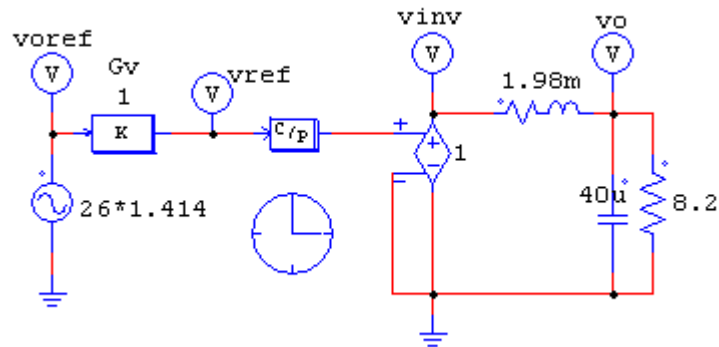 voref
V
Gv
1
K
vref
V
C/P
vinv
V
+
+
−
−
1
1.98m
vo
V
26*1.414
40u
8.2